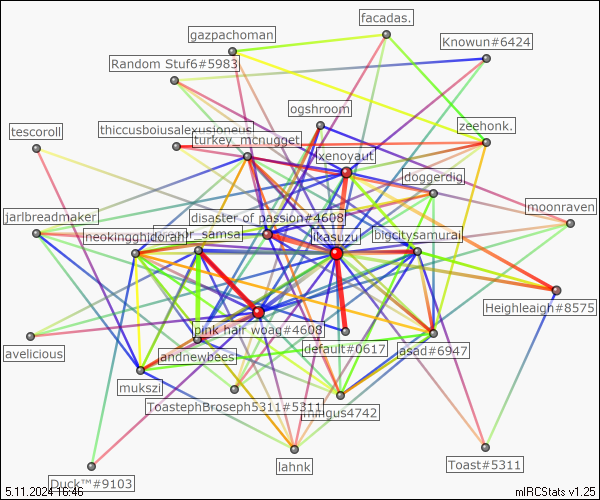 facadas.
gazpachoman
Knowun#6424
Random Stuf6#5983
ogshroom
zeehonk.
tescoroll
thiccusboiusalexusioneus
turkey_mcnugget
xenoyaut
doggerdig
moonraven
jarlbreadmaker
disaster of passion#4608
neokingghidorah
or_samsa
ikasuzu
bigcitysamurai
Heighleaigh#8575
pink hair woag#4608
default#0617
jasad#6947
avelicious
andrewbees
mukszi
ToastephBroseph5311#5311
mingus4742
lahnk
Toast#5311
Duck™#9103
5.11.2024 16:46
mIRCStats v1.25